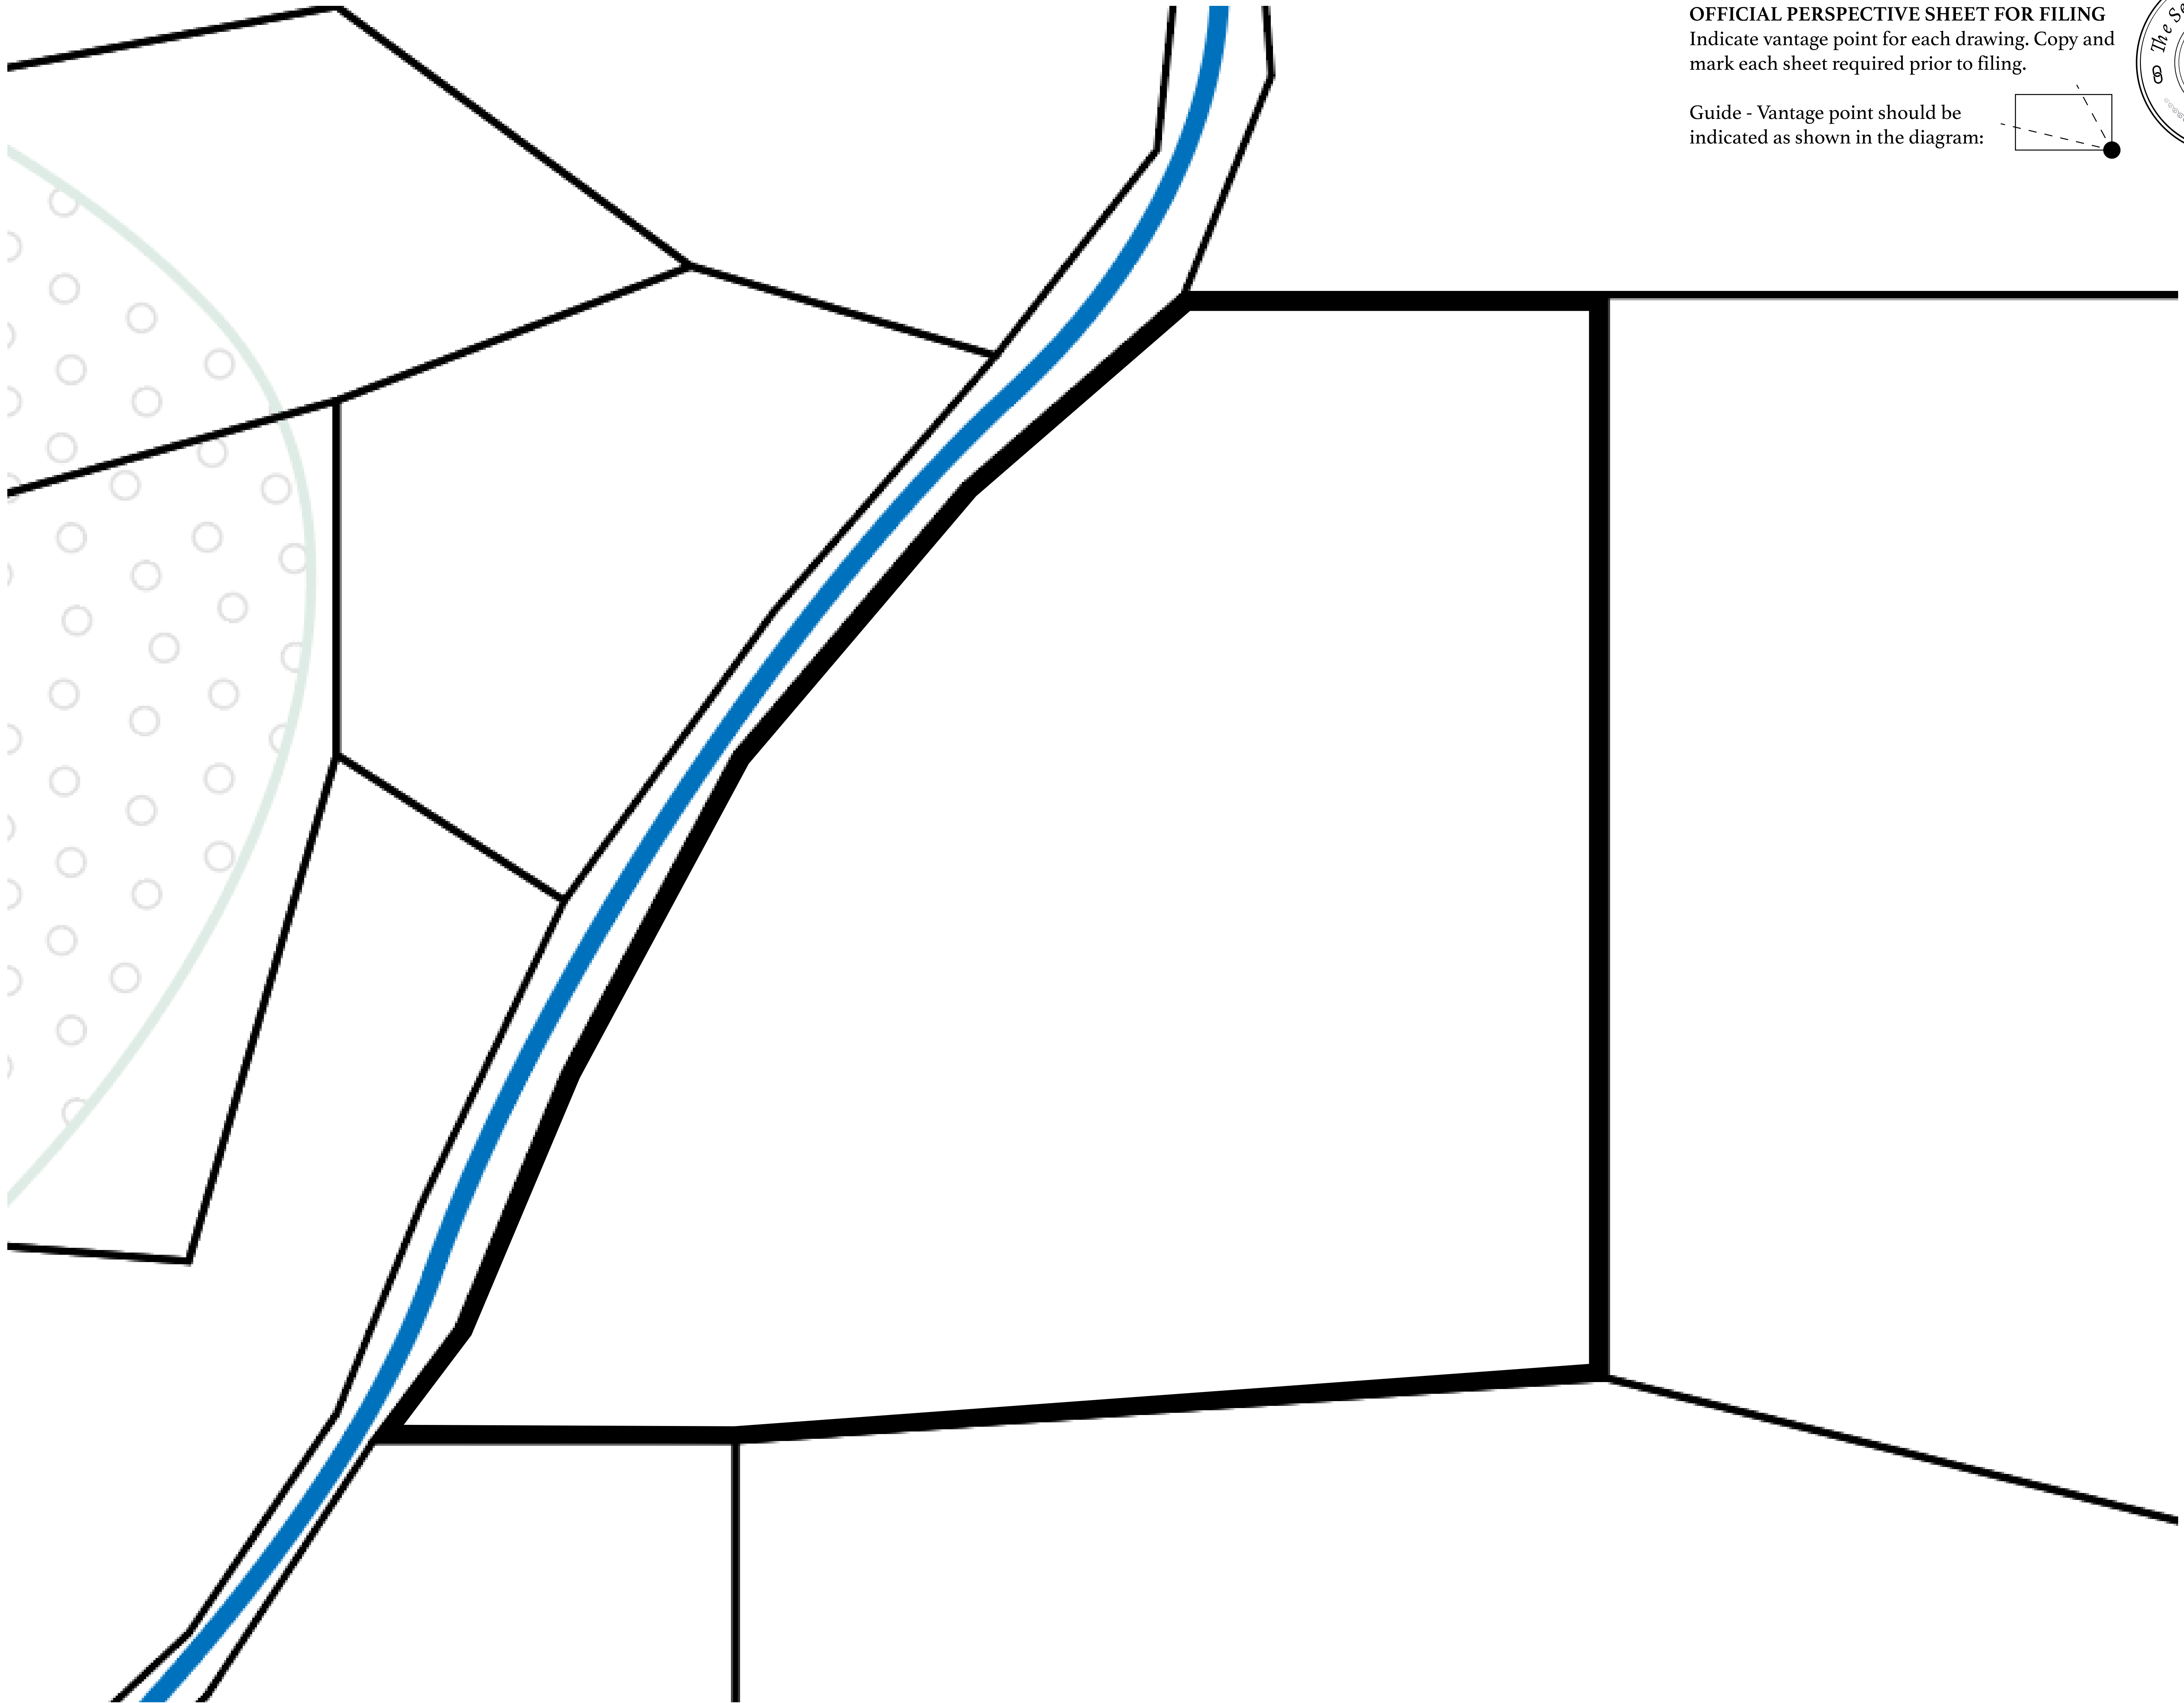 OFFICIAL PERSPECTIVE SHEET FOR FILING
Indicate vantage point for each drawing. Copy and
mark each sheet required prior to filing.
Guide - Vantage point should be
indicated as shown in the diagram:
The